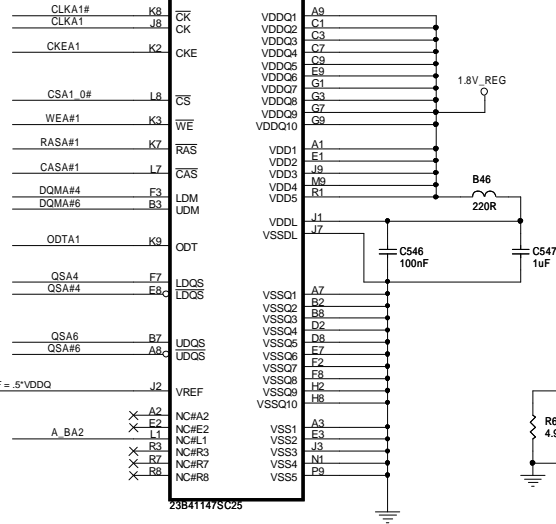 CLKA1# K8 CK A9 VDDQ1
CLKA1 J8 CK C1 VDDQ2
C3 VDDQ3
CKEA1 K2 CKE C7 VDDQ4
C9 VDDQ5
E9 VDDQ6
G1 VDDQ7
CSA1_0# L8 CS G3 VDDQ8
1.8V_REG
WEA#1 K3 WE G7 VDDQ9
G9 VDDQ10
RASA#1 K7 RAS A1 VDD1
E1 VDD2
CASA#1 L7 CAS J9 VDD3
M9 VDD4
DQMA#4 F3 LDM R1 VDD5
B46
220R
DQMA#6 B3 UDM
J1 VDDL
J7 VSSDL
ODTA1 K9 ODT
C546
100nF
C547
1uF
QSA4 F7 LDQS
QSA#4 E8 LDQS
A7 VSSQ1
B2 VSSQ2
B8 VSSQ3
D2 VSSQ4
QSA6 B7 UDQS D8 VSSQ5
QSA#6 A8 UDQS E7 VSSQ6
F2 VSSQ7
F8 VSSQ8
= .5*VDDQ J2 VREF H2 VSSQ9
H8 VSSQ10
A2 NC#A2
E2 NC#E2 A3 VSS1
A_BA2 L1 NC#L1 E3 VSS2
R3 NC#R3 J3 VSS3
R7 NC#R7 N1 VSS4
R8 NC#R8 P9 VSS5
23B41147SC25